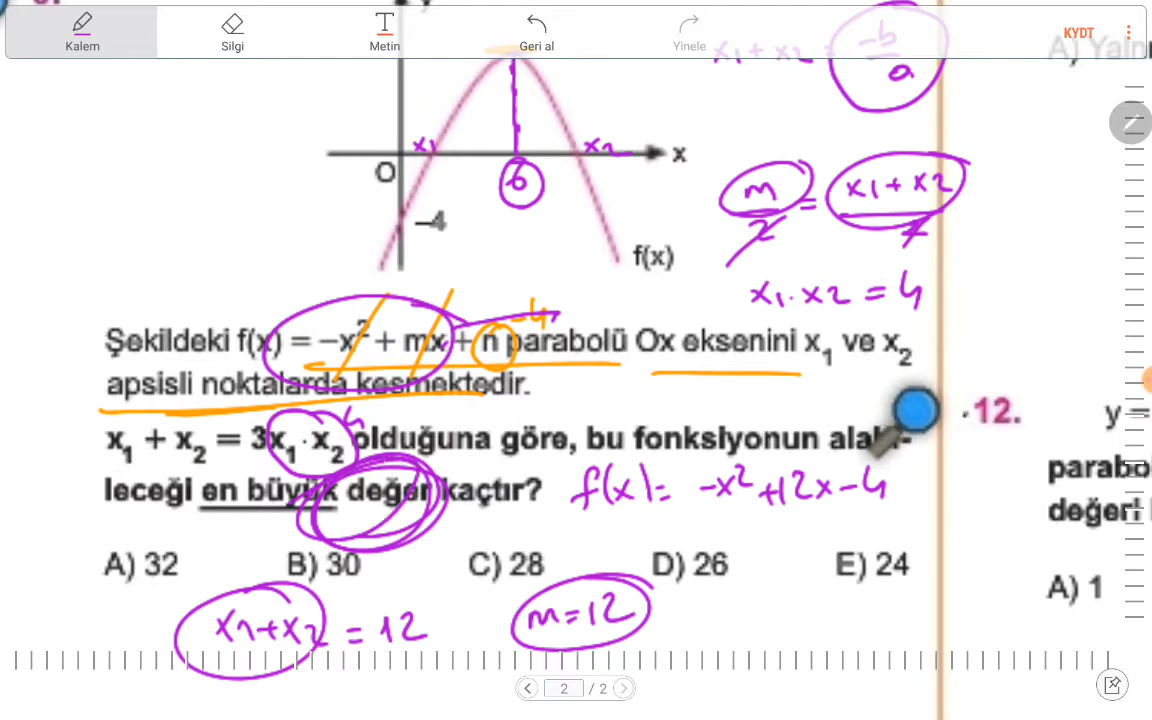 Kalem
Silgi
Metin
Geri al
Yinele
KYDT
x1 + x2 = -b
a
A) Yaln
x1
x2
x
O
6
-4
f(x)
m = x1 + x2
2
2
x1 . x2 = 4
-4
Şekildeki f(x) = -x² + mx + n parabolü Ox eksenini x₁ ve x₂
apsisli noktalarda kesmektedir.
4
x₁ + x₂ = 3x₁ . x₂ olduğuna göre, bu fonksiyonun alabi-
leceği en büyük değer kaçtır?
f(x) = -x² + 12x - 4
A) 32 B) 30 C) 28 D) 26 E) 24
x1 + x2 = 12
m = 12
12.
y =
parabo
değeri
A) 1
2 / 2